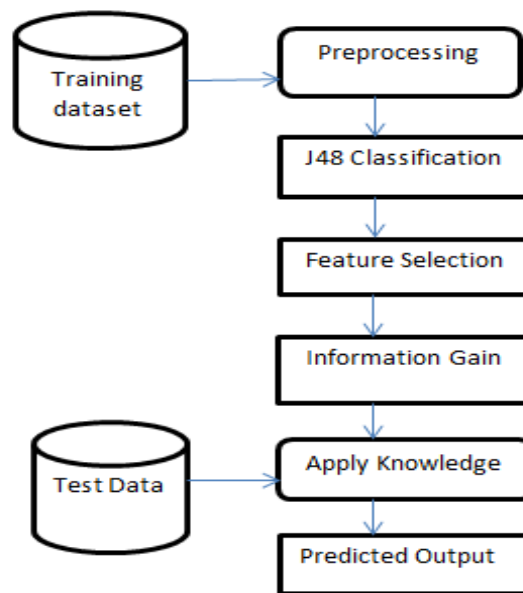 Training
dataset
Preprocessing
J48 Classification
Feature Selection
Information Gain
Test Data
Apply Knowledge
Predicted Output